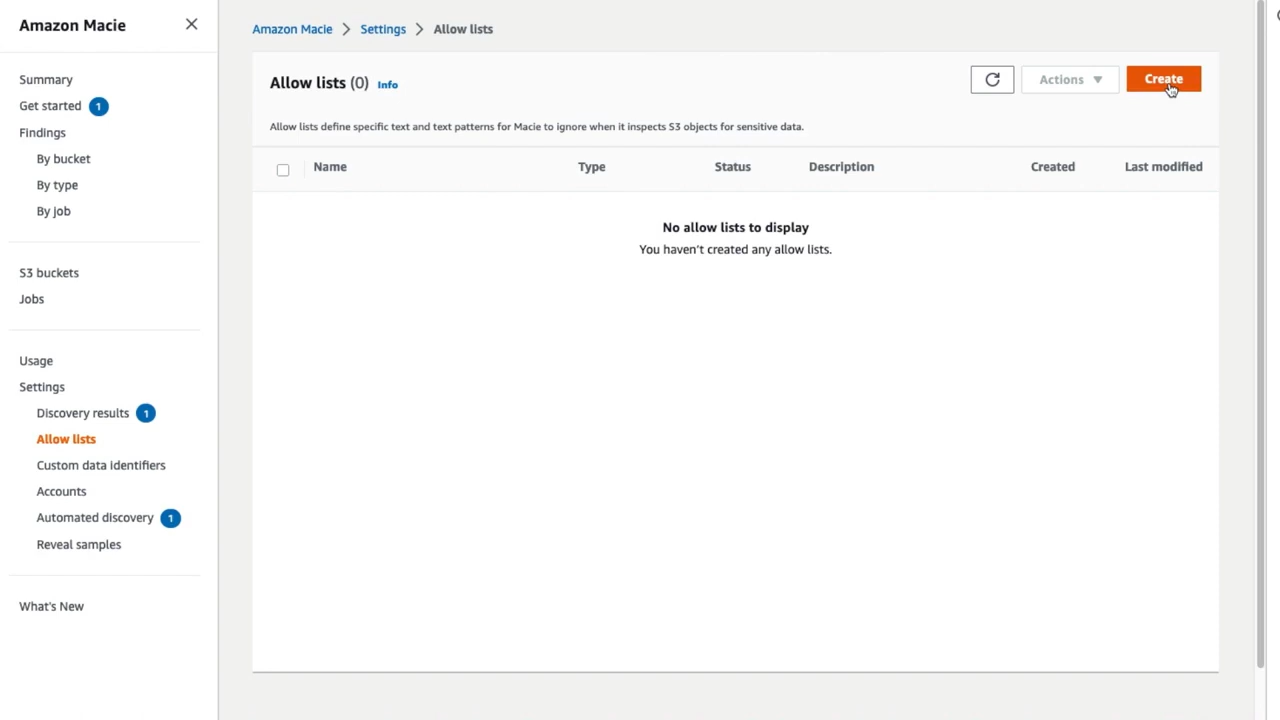 Amazon Macie
Summary
Get started 1
Findings
By bucket
By type
By job
S3 buckets
Jobs
Usage
Settings
Discovery results 1
Allow lists
Custom data identifiers
Accounts
Automated discovery 1
Reveal samples
What's New
Amazon Macie > Settings > Allow lists
Allow lists (0) Info
Actions
Create
Allow lists define specific text and text patterns for Macie to ignore when it inspects S3 objects for sensitive data.
Name Type Status Description Created Last modified
No allow lists to display
You haven't created any allow lists.